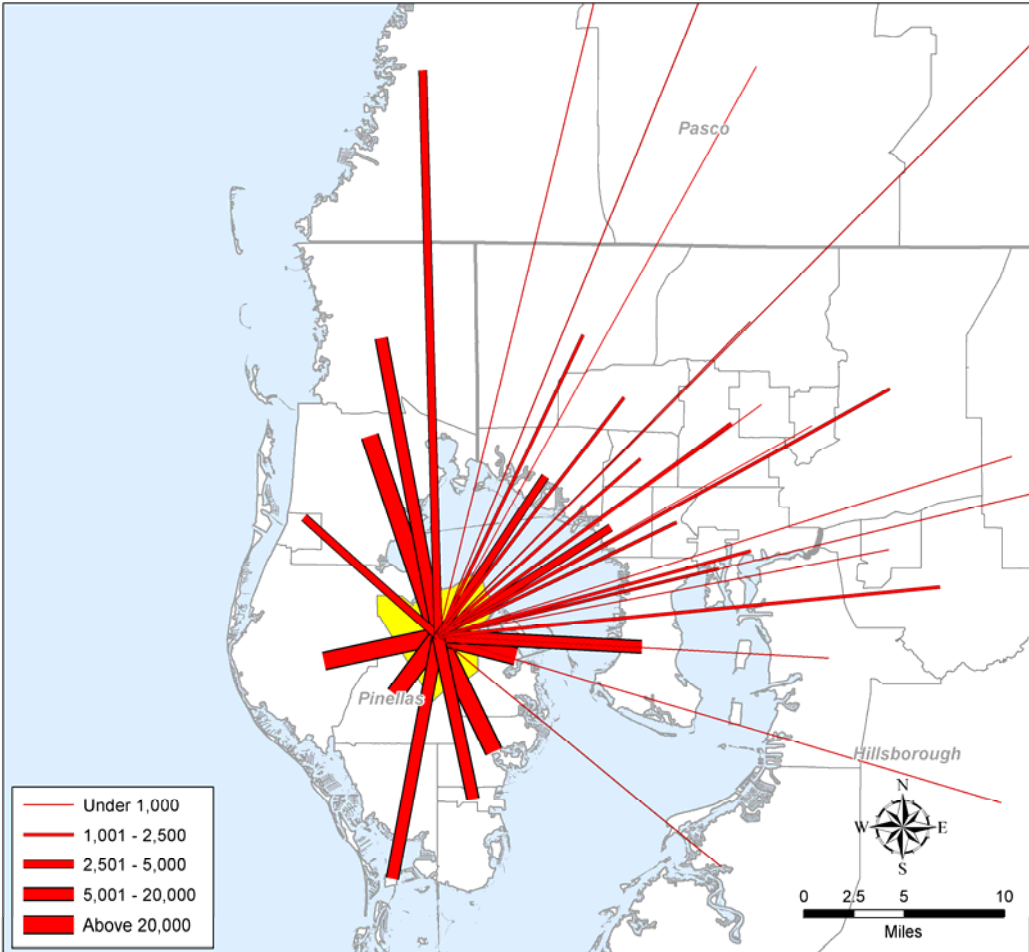 Pasco
Pinellas
Hillsborough
Under 1,000
1,001 - 2,500
2,501 - 5,000
5,001 - 20,000
Above 20,000
N
W E
S
0 2.5 5 10
Miles